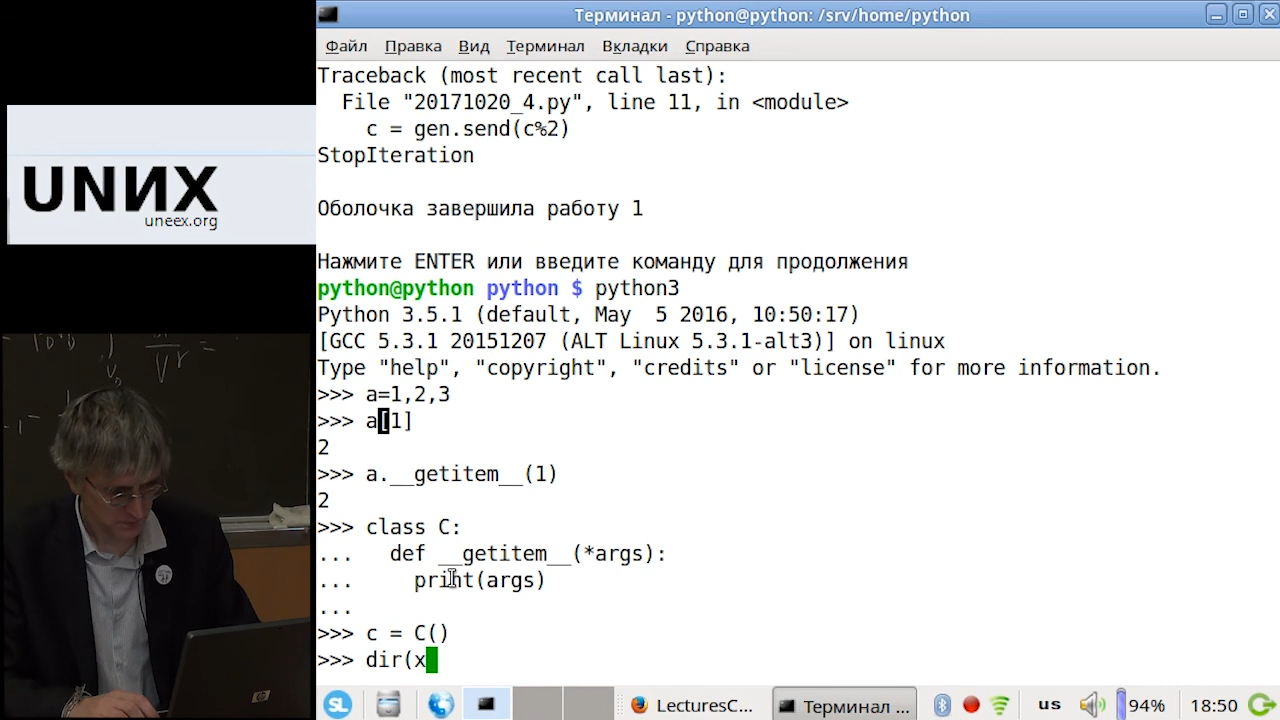 Терминал - python@python: /srv/home/python
Файл Правка Вид Терминал Вкладки Справка
Traceback (most recent call last):
File "20171020_4.py", line 11, in <module>
c = gen.send(c%2)
StopIteration
Оболочка завершила работу 1
Нажмите ENTER или введите команду для продолжения
python@python python $ python3
Python 3.5.1 (default, May  5 2016, 10:50:17)
[GCC 5.3.1 20151207 (ALT Linux 5.3.1-alt3)] on linux
Type "help", "copyright", "credits" or "license" for more information.
>>> a=1,2,3
>>> a[1]
2
>>> a.__getitem__(1)
2
>>> class C:
...   def __getitem__(*args):
...     print(args)
...
>>> c = C()
>>> dir(x
UNИX
uneex.org
SL
LecturesC...
Терминал ...
us
94%
18:50